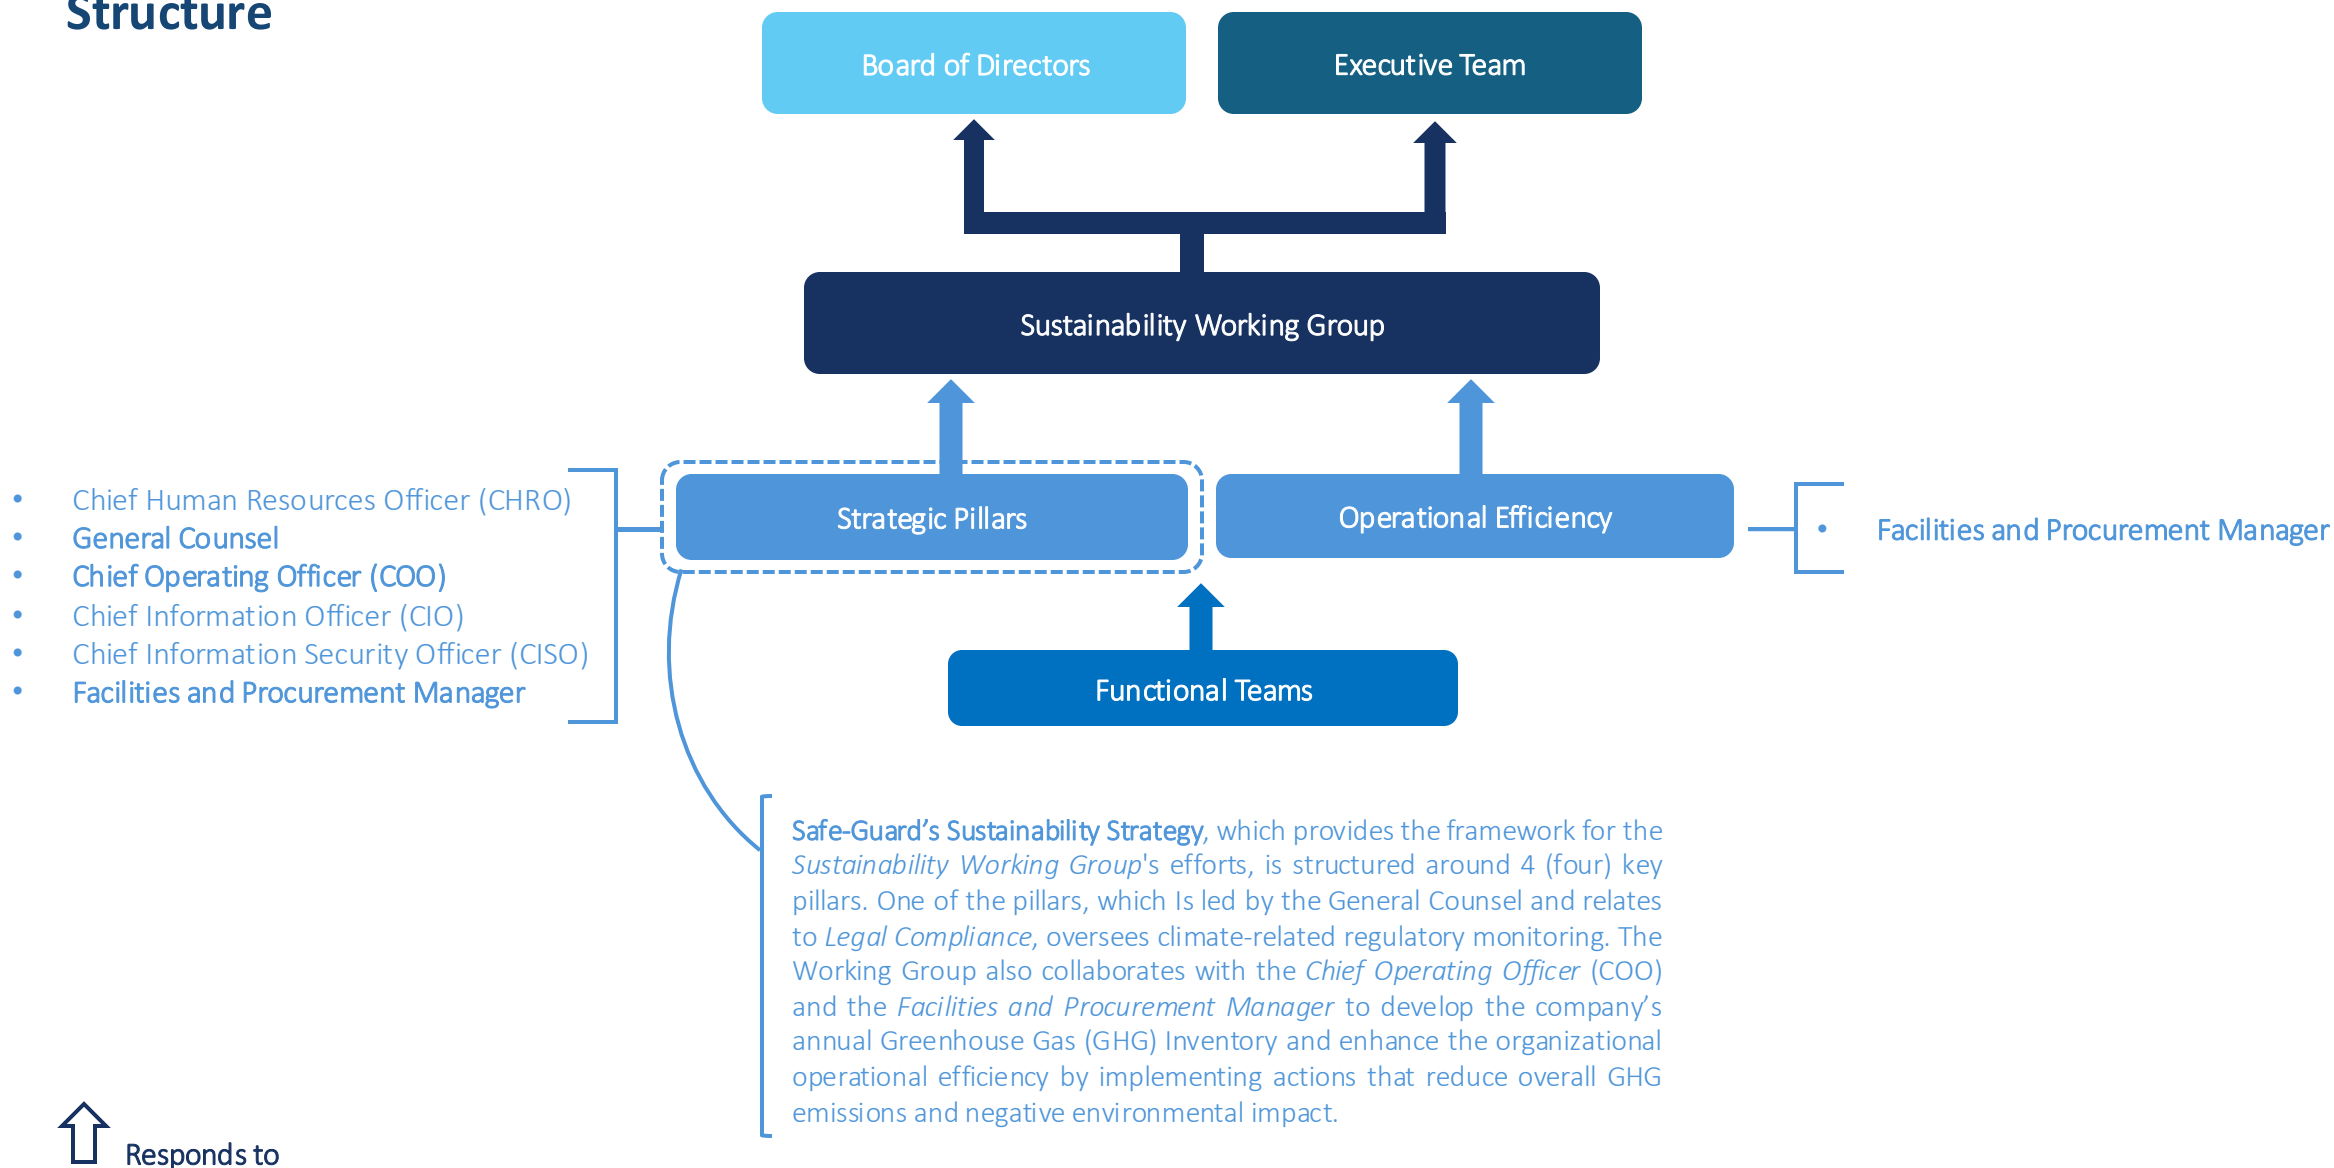 Structure
Board of Directors
Executive Team
Sustainability Working Group
Strategic Pillars
Operational Efficiency
• Chief Human Resources Officer (CHRO)
• General Counsel
• Chief Operating Officer (COO)
• Chief Information Officer (CIO)
• Chief Information Security Officer (CISO)
• Facilities and Procurement Manager
• Facilities and Procurement Manager
Functional Teams
Safe-Guard’s Sustainability Strategy, which provides the framework for the
Sustainability Working Group's efforts, is structured around 4 (four) key
pillars. One of the pillars, which Is led by the General Counsel and relates
to Legal Compliance, oversees climate-related regulatory monitoring. The
Working Group also collaborates with the Chief Operating Officer (COO)
and the Facilities and Procurement Manager to develop the company’s
annual Greenhouse Gas (GHG) Inventory and enhance the organizational
operational efficiency by implementing actions that reduce overall GHG
emissions and negative environmental impact.
Responds to